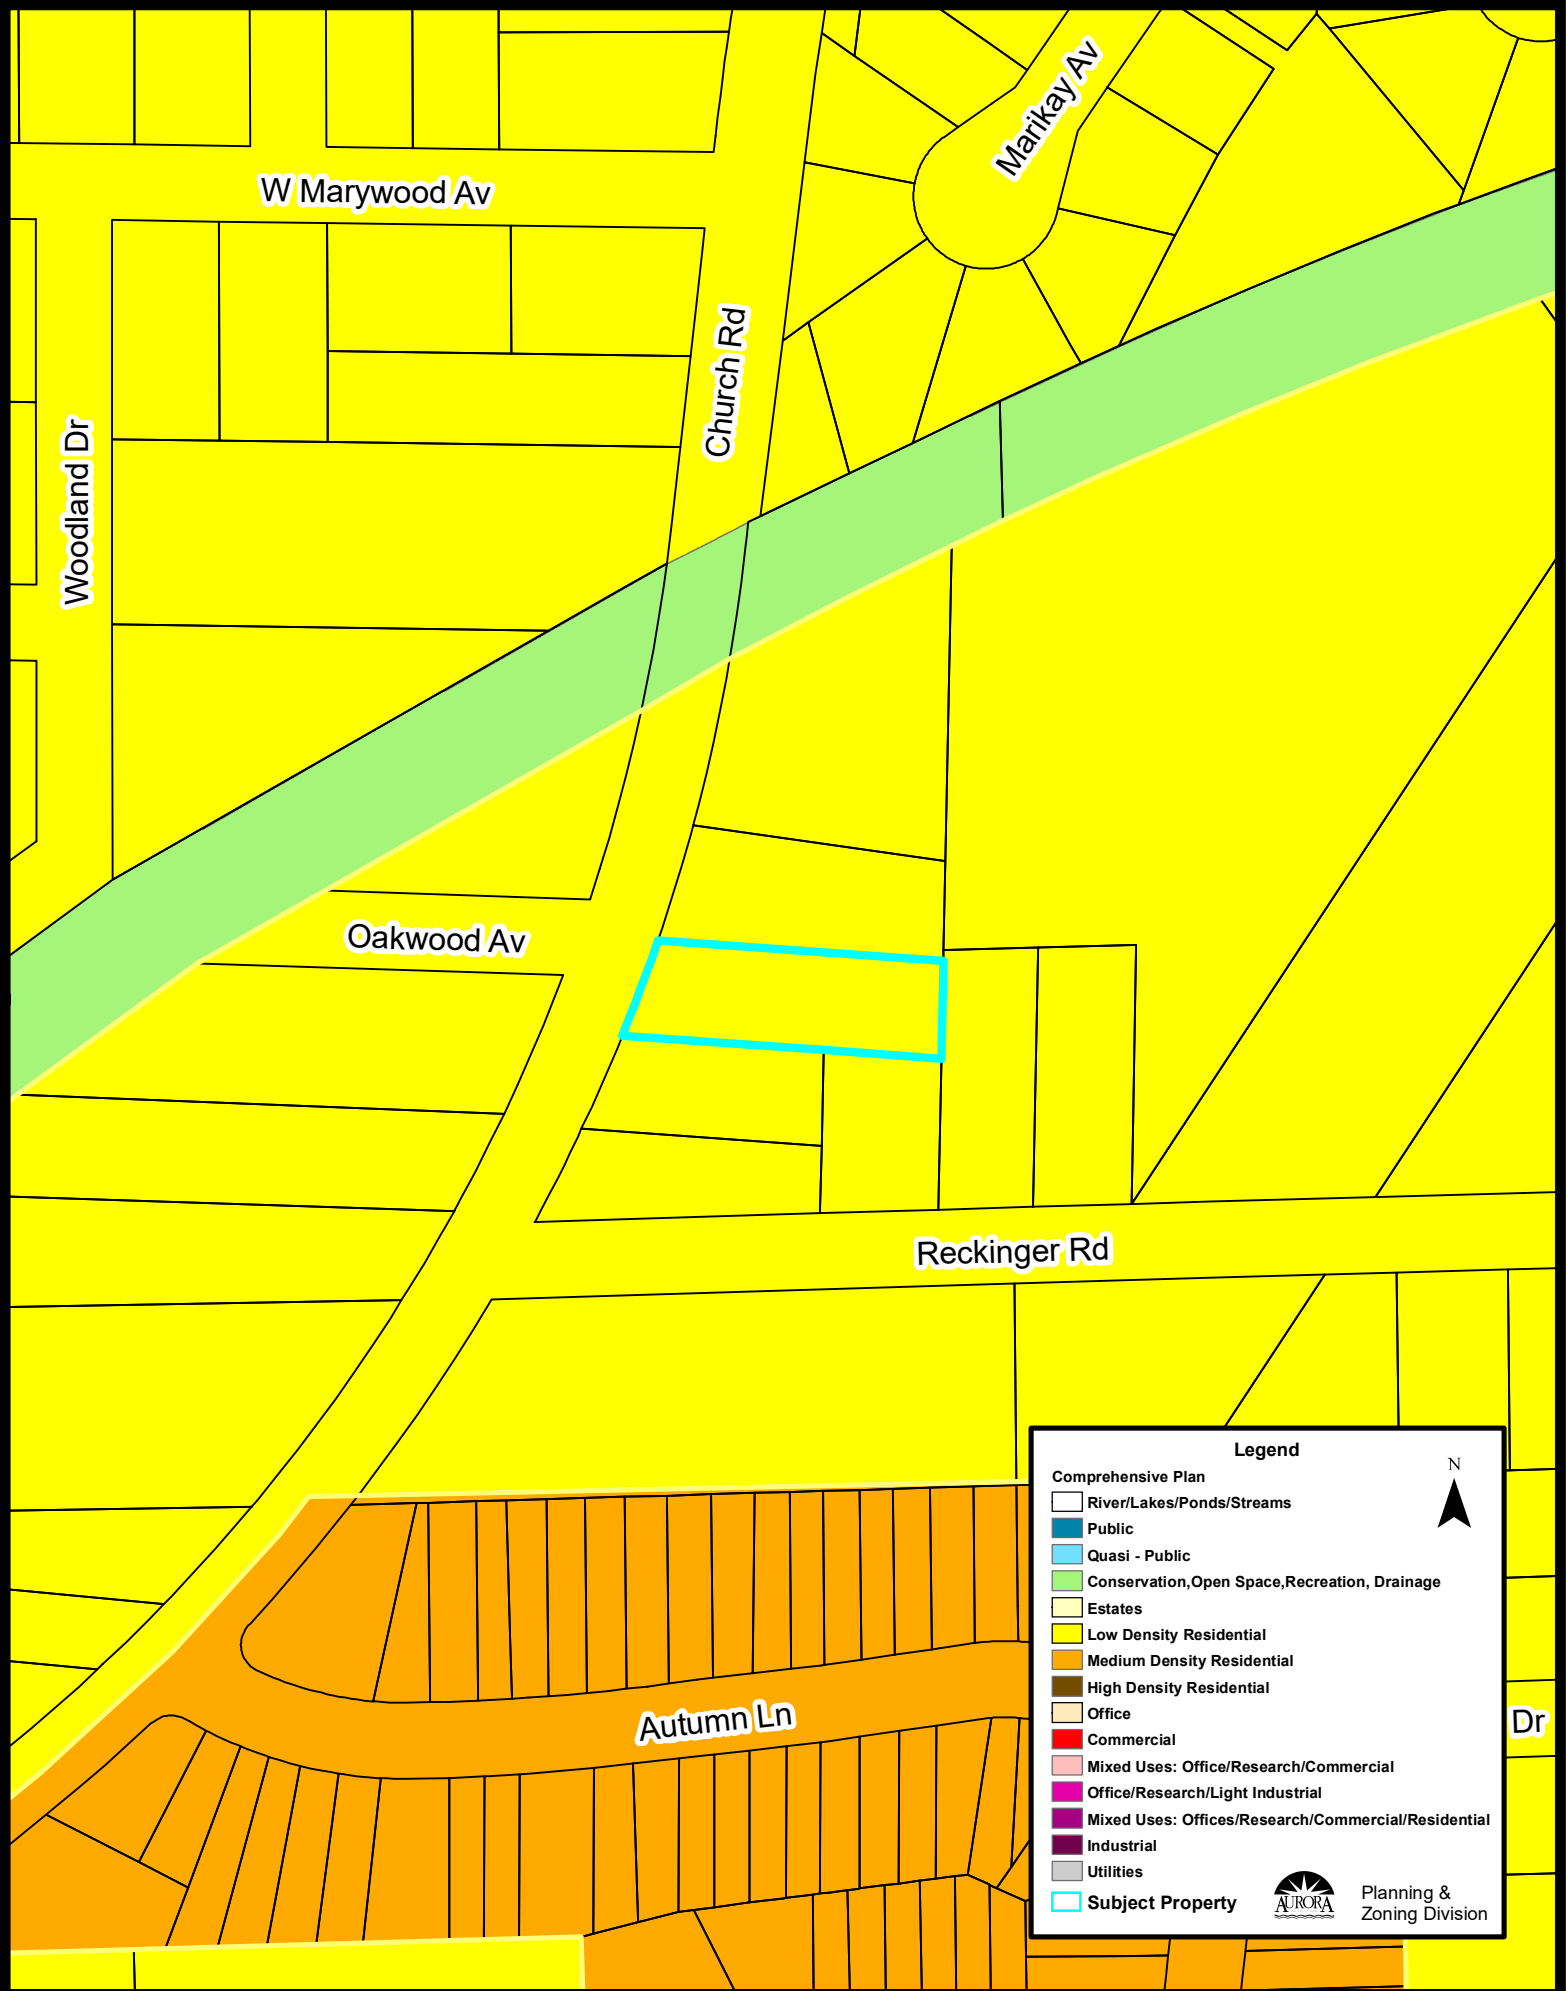 Marikay Av
W Marywood Av
Church Rd
Woodland Dr
Oakwood Av
Reckinger Rd
Autumn Ln
Dr
Legend
N
Comprehensive Plan
River/Lakes/Ponds/Streams
Public
Quasi - Public
Conservation,Open Space,Recreation, Drainage
Estates
Low Density Residential
Medium Density Residential
High Density Residential
Office
Commercial
Mixed Uses: Office/Research/Commercial
Office/Research/Light Industrial
Mixed Uses: Offices/Research/Commercial/Residential
Industrial
Utilities
Subject Property
AURORA
Planning &
Zoning Division